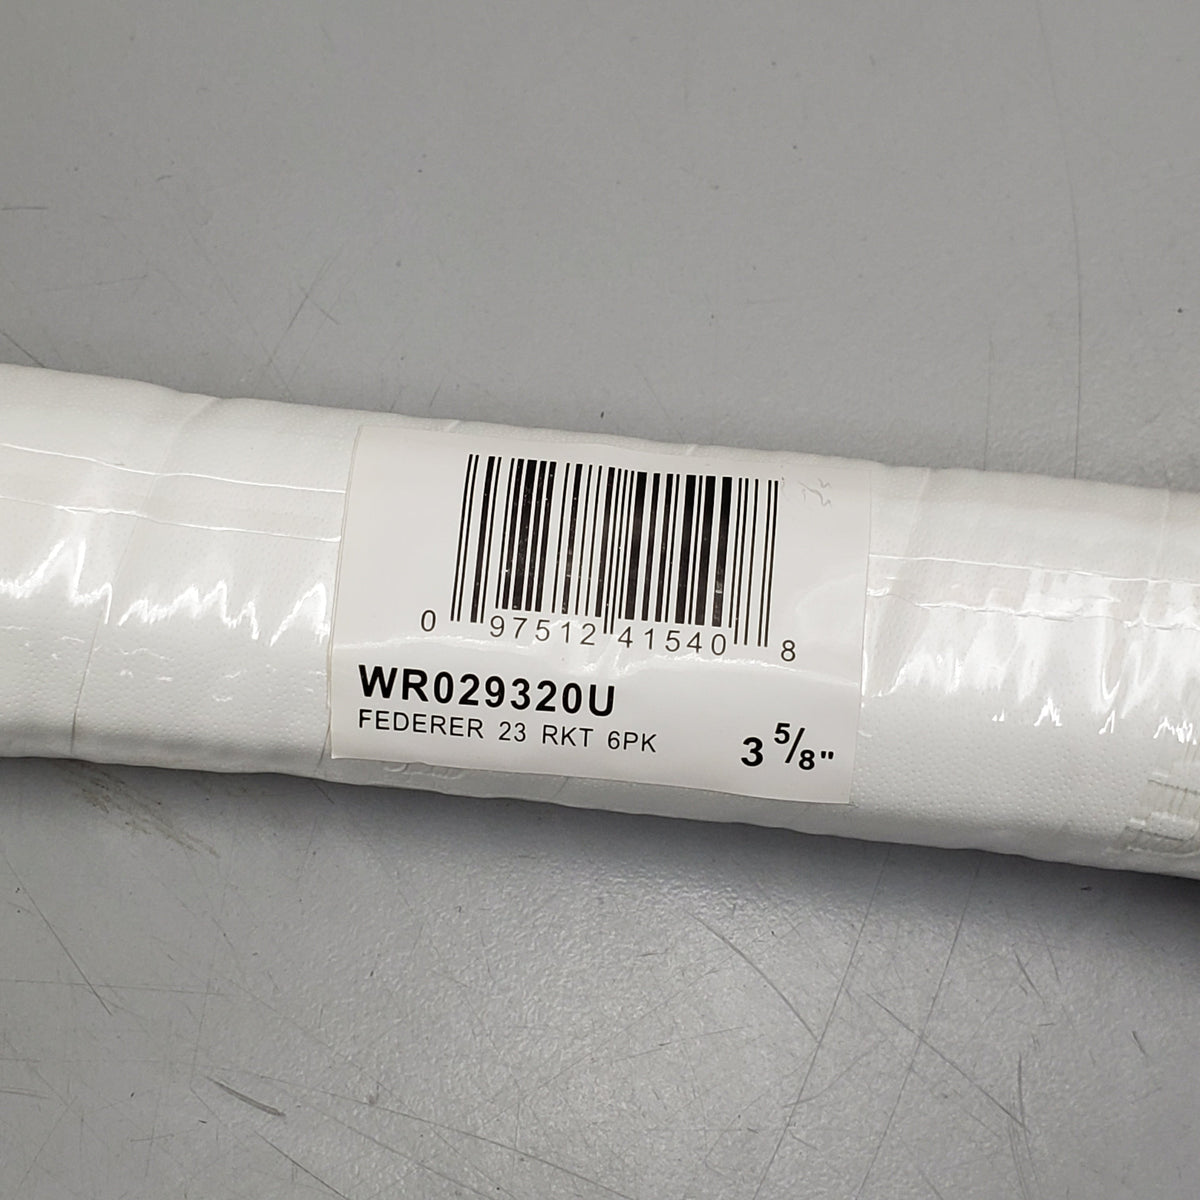 0 97512 41540 8
WR029320U
FEDERER 23 RKT 6PK
3 5/8"